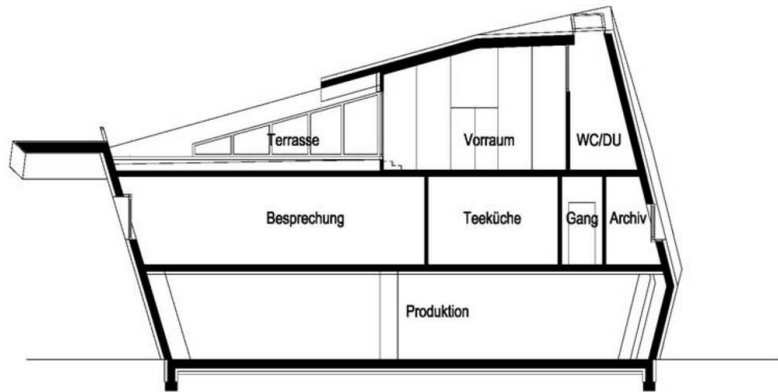 Terrasse
Vorraum
WC/DU
Besprechung
Teeküche
Gang
Archiv
Produktion